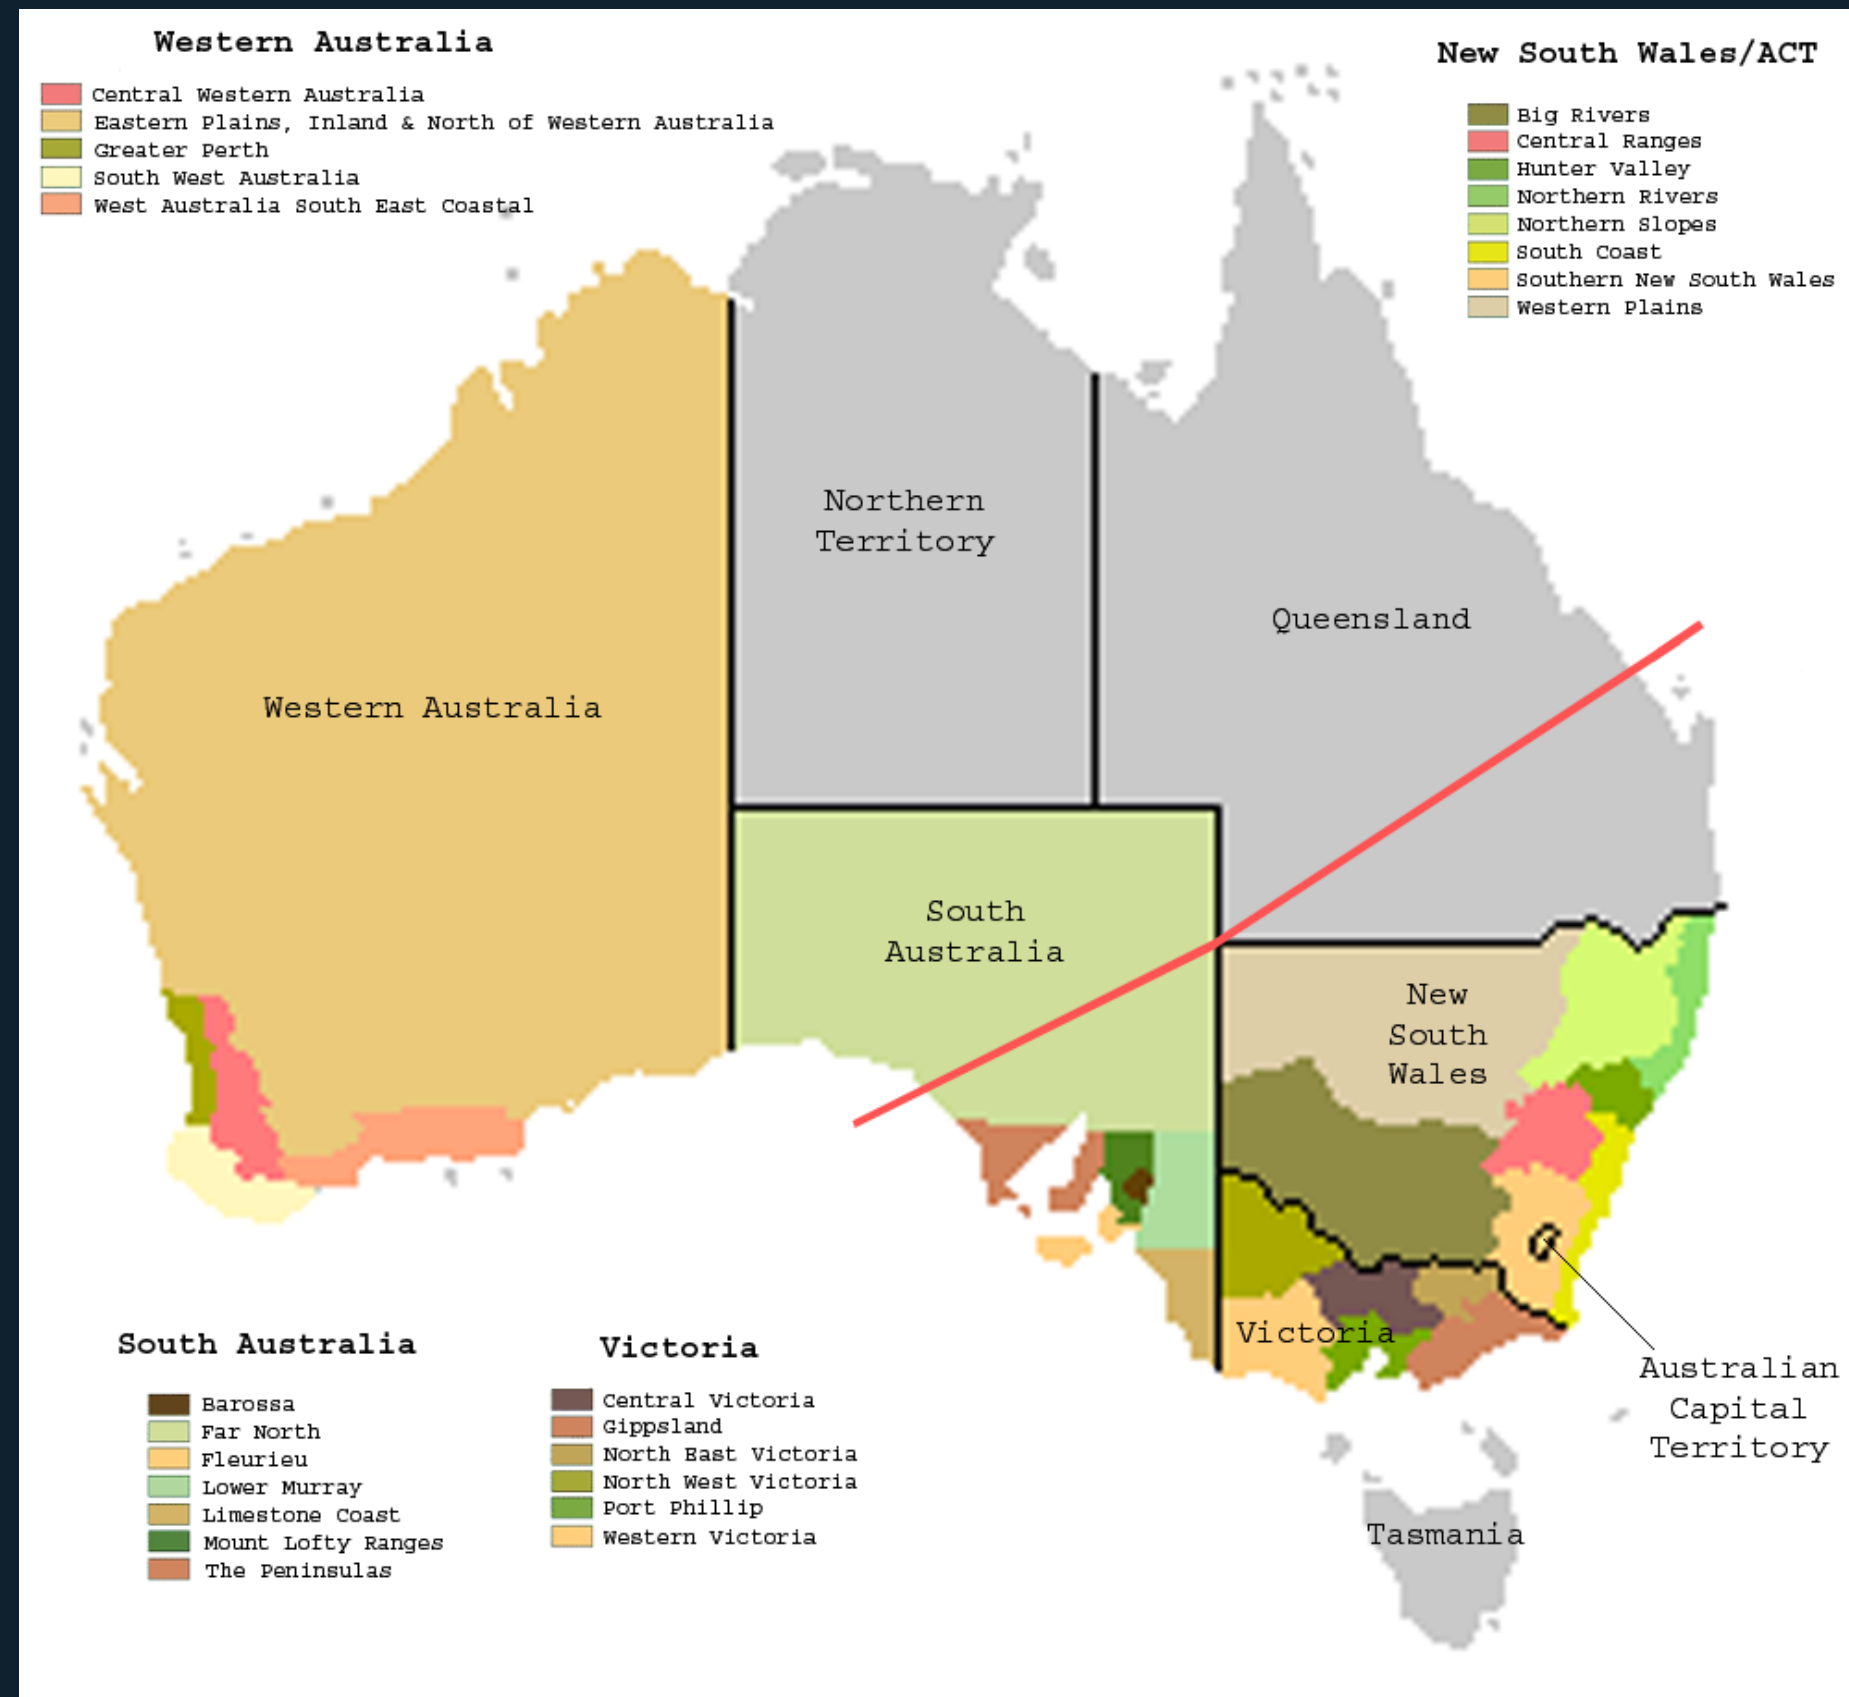 Western Australia
Central Western Australia
Eastern Plains, Inland & North of Western Australia
Greater Perth
South West Australia
West Australia South East Coastal
New South Wales/ACT
Big Rivers
Central Ranges
Hunter Valley
Northern Rivers
Northern Slopes
South Coast
Southern New South Wales
Western Plains
Northern
Territory
Queensland
Western Australia
South
Australia
New
South
Wales
Victoria
Australian
Capital
Territory
Tasmania
South Australia
Barossa
Far North
Fleurieu
Lower Murray
Limestone Coast
Mount Lofty Ranges
The Peninsulas
Victoria
Central Victoria
Gippsland
North East Victoria
North West Victoria
Port Phillip
Western Victoria